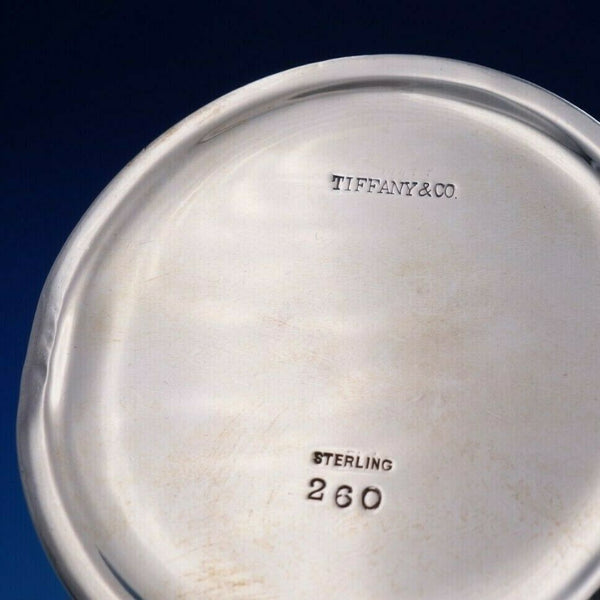 TIFFANY & CO.
STERLING
260